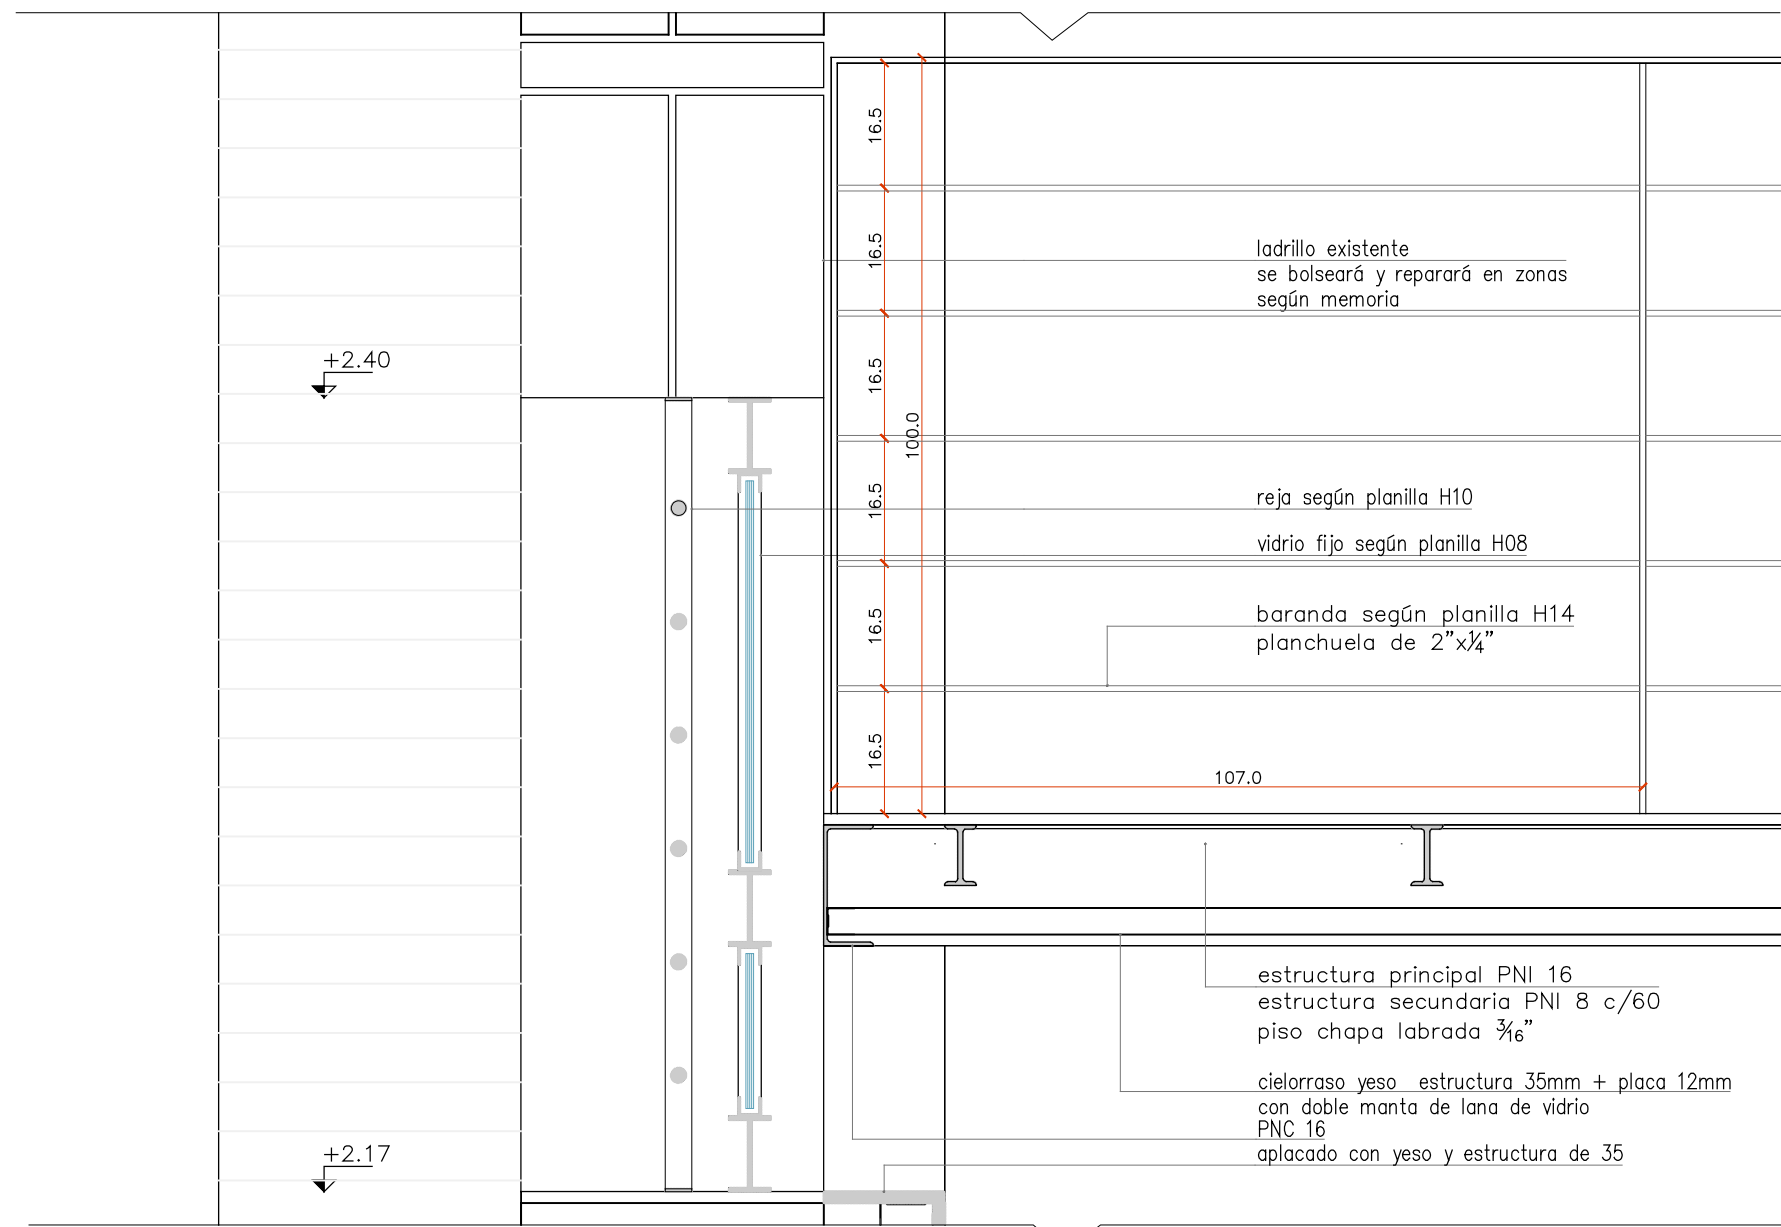 16.5
ladrillo existente
16.5
se bolseará y reparará en zonas
según memoria
+2.40
16.5
100.0
reja según planilla H10
16.5
vidrio fijo según planilla H08
baranda según planilla H14
16.5
planchuela de 2”x¼”
16.5
107.0
estructura principal PNI 16
estructura secundaria PNI 8 c/60
piso chapa labrada 3⁄16”
cielorraso yeso estructura 35mm + placa 12mm
con doble manta de lana de vidrio
PNC 16
+2.17
aplacado con yeso y estructura de 35